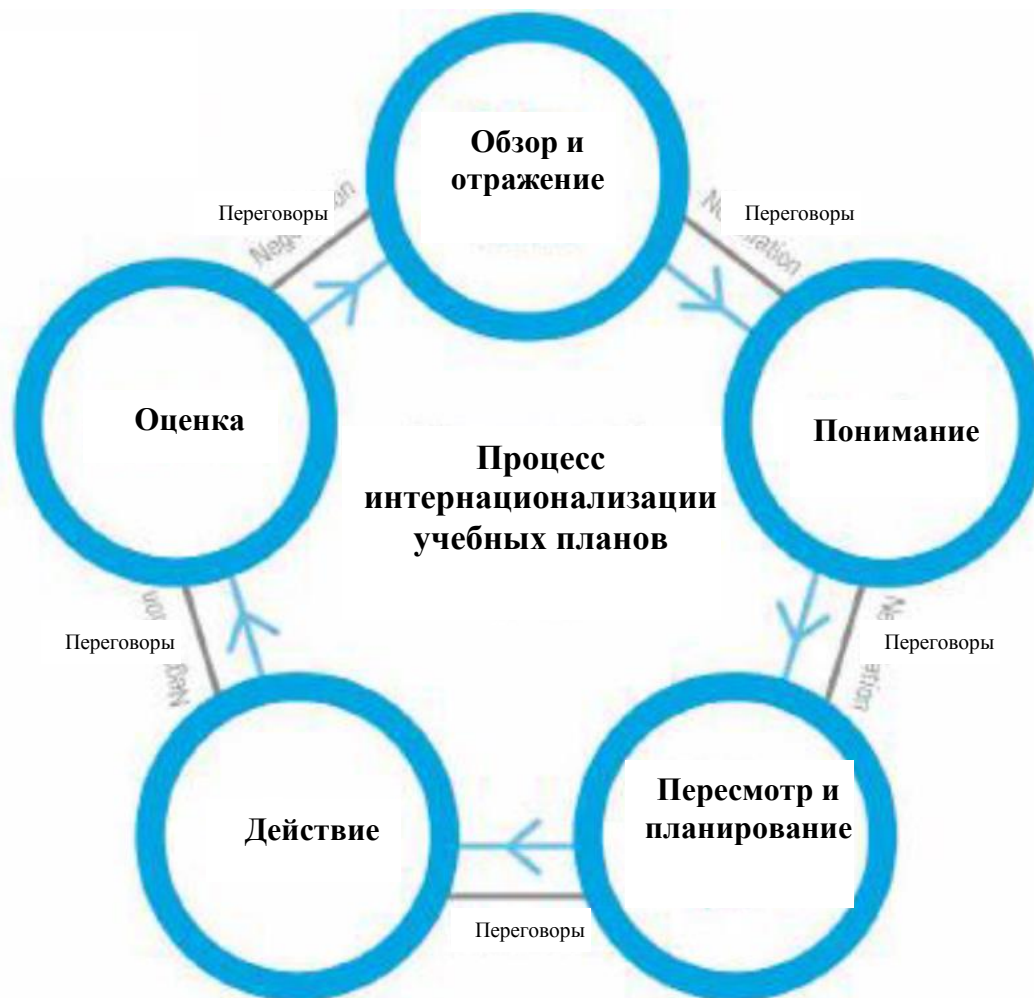 Обзор и
отражение
Переговоры
Переговоры
Оценка
Понимание
Процесс
интернационализации
учебных планов
Переговоры
Переговоры
Пересмотр и
планирование
Действие
Переговоры